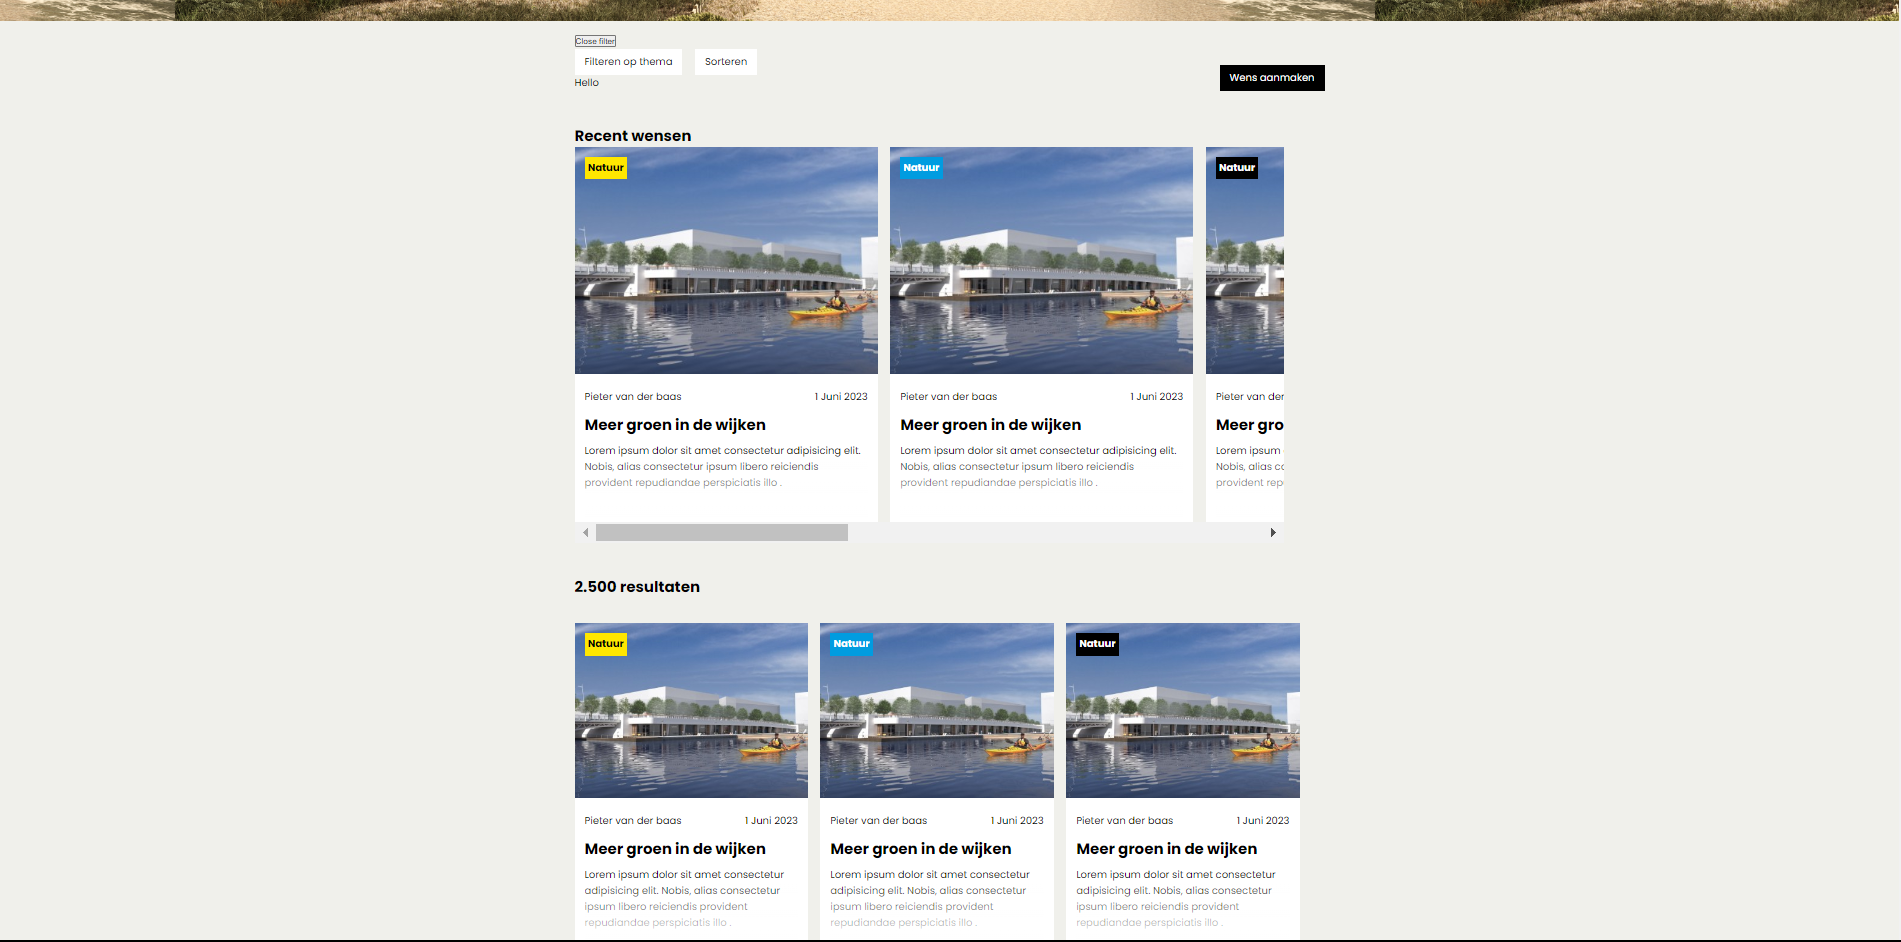 Close filter
Filteren op thema
Sorteren
Hello
Wens aanmaken
Recent wensen
Natuur
Natuur
Natuur
Pieter van der baas
1 Juni 2023
Meer groen in de wijken
Lorem ipsum dolor sit amet consectetur adipisicing elit.
Nobis, alias consectetur ipsum libero reiciendis
provident repudiandae perspiciatis illo .
Pieter van der baas
1 Juni 2023
Meer groen in de wijken
Lorem ipsum dolor sit amet consectetur adipisicing elit.
Nobis, alias consectetur ipsum libero reiciendis
provident repudiandae perspiciatis illo .
Pieter van der
Meer gro
Lorem ipsum
Nobis, alias co
provident rep
2.500 resultaten
Natuur
Natuur
Natuur
Pieter van der baas
1 Juni 2023
Meer groen in de wijken
Lorem ipsum dolor sit amet consectetur
adipisicing elit. Nobis, alias consectetur
ipsum libero reiciendis provident
repudiandae perspiciatis illo .
Pieter van der baas
1 Juni 2023
Meer groen in de wijken
Lorem ipsum dolor sit amet consectetur
adipisicing elit. Nobis, alias consectetur
ipsum libero reiciendis provident
repudiandae perspiciatis illo .
Pieter van der baas
1 Juni 2023
Meer groen in de wijken
Lorem ipsum dolor sit amet consectetur
adipisicing elit. Nobis, alias consectetur
ipsum libero reiciendis provident
repudiandae perspiciatis illo .